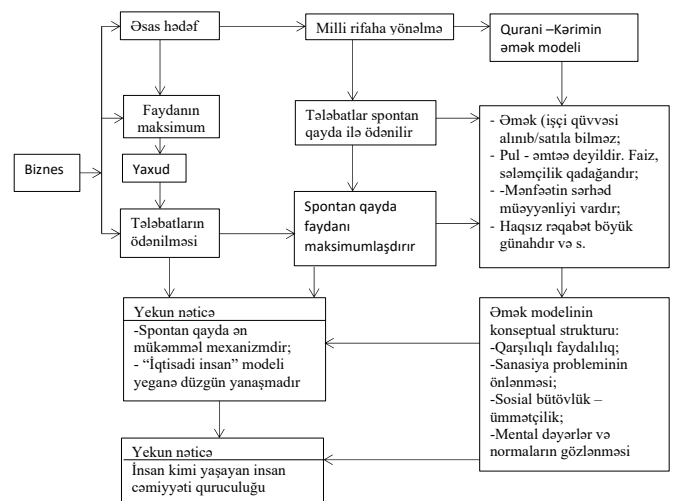 Əsas hədəf
Milli rifaha yönəlmə
Qurani –Kərimin
əmək modeli
Faydanın
maksimum
Tələbatlar spontan
qayda ilə ödənilir
- Əmək (işçi qüvvəsi
alınıb/satıla bilməz;
- Pul - əmtəə deyildir. Faiz,
sələmçilik qadağandır;
- -Mənfəətin sərhəd
müəyyənliyi vardır;
- Haqsız rəqabət böyük
günahdır və s.
Biznes
Yaxud
Tələbatların
ödənilməsi
Spontan qayda
faydanı
maksimumlaşdırır
Yekun nəticə
-Spontan qayda ən
mükəmməl mexanizmdir;
- “İqtisadi insan” modeli
yeganə düzgün yanaşmadır
Əmək modelinin
konseptual strukturu:
-Qarşılıqlı faydalılıq;
-Sanasiya probleminin
önlənməsi;
-Sosial bütövlük –
ümmətçilik;
-Mental dəyərlər və
normaların gözlənməsi
Yekun nəticə
İnsan kimi yaşayan insan
cəmiyyəti quruculuğu